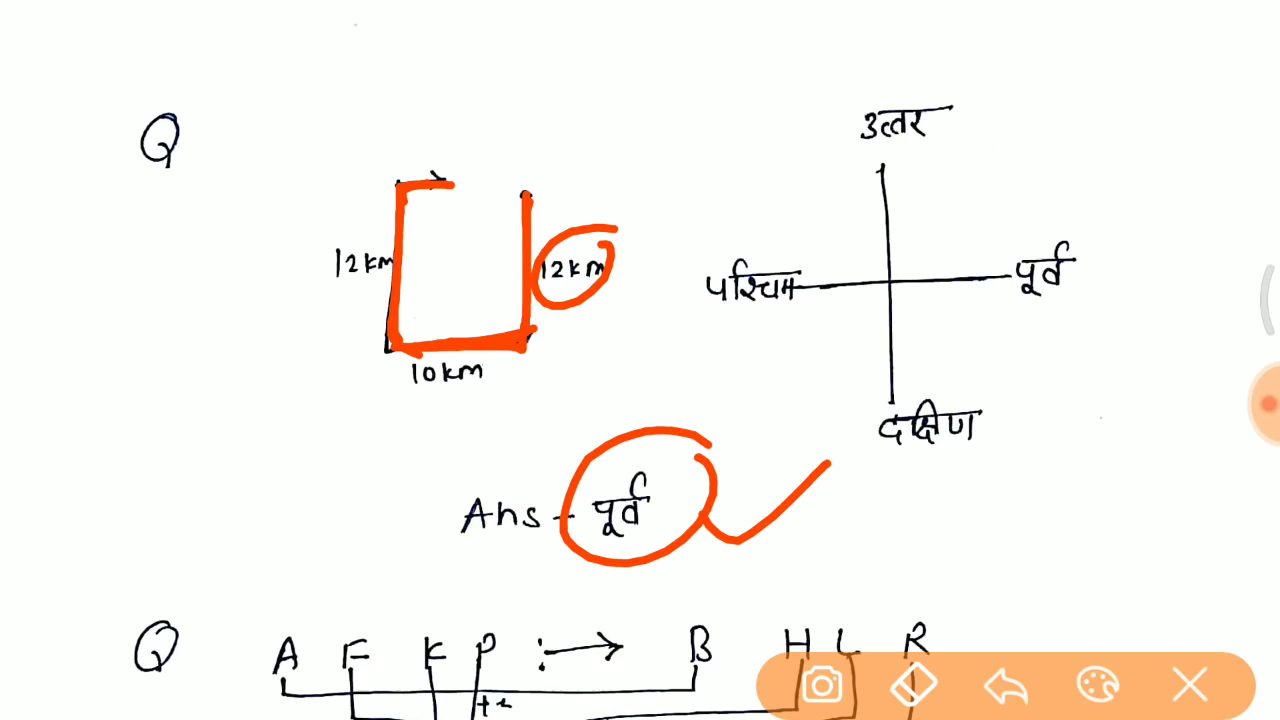 Q
उत्तर
12km
12km
पश्चिम
पूर्व
10km
दक्षिण
Ans - पूर्व
Q A F K P :→ B H L R